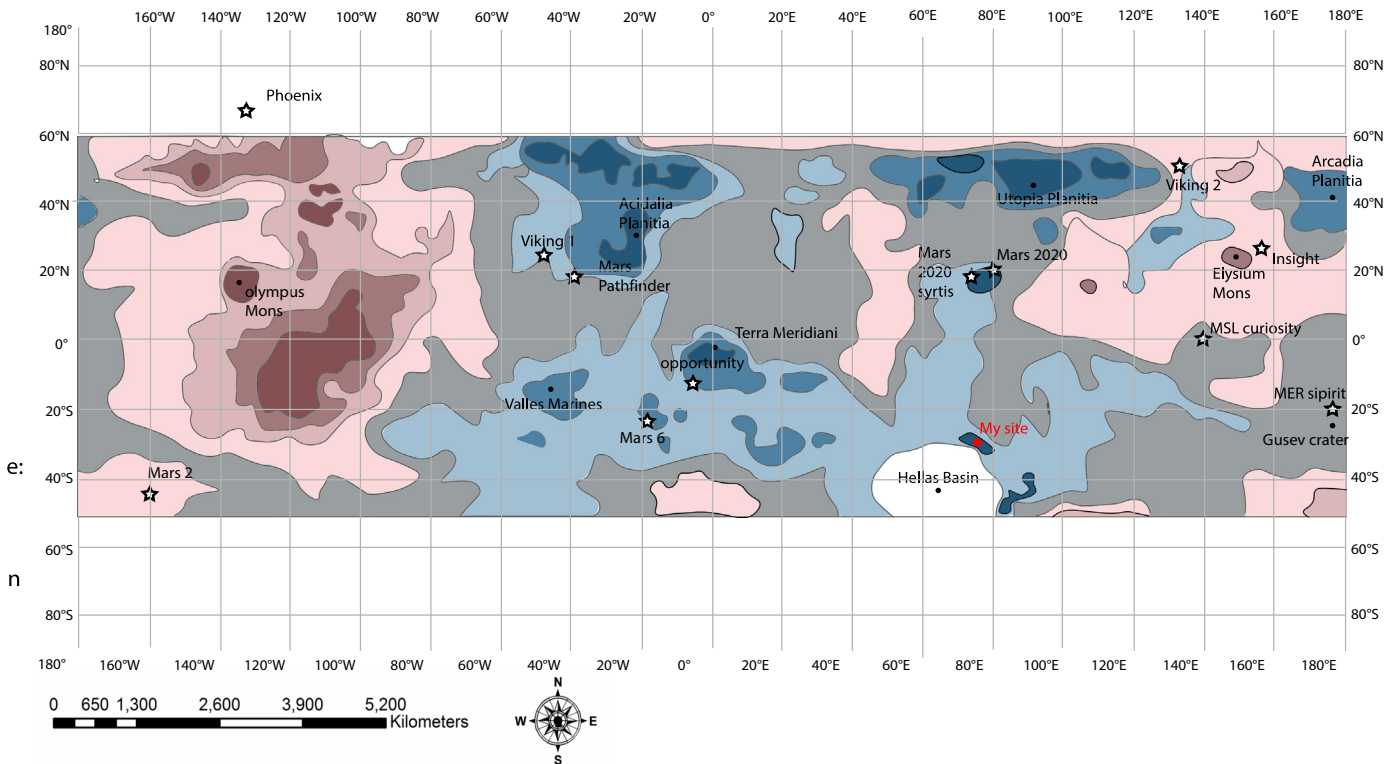 160°W 140°W 120°W 100°W 80°W 60°W 40°W 20°W 0° 20°E 40°E 60°E 80°E 100°E 120°E 140°E 160°E 180°E
180°
80°N 80°N
Phoenix
60°N 60°N
Arcadia
Planitia
Viking 2
Utopia Planitia
40°N 40°N
Acidalia
Planitia
Viking 1
Mars
2020
syrtis
Mars 2020
Insight
Mars
Pathfinder
20°N 20°N
Elysium
Mons
olympus
Mons
MSL curiosity
Terra Meridiani
0° 0°
opportunity
MER sipirit
Valles Marines
20°S 20°S
My site
Mars 6
Gusev crater
e:
Mars 2
Hellas Basin
40°S 40°S
60°S 60°S
n
80°S 80°S
180° 160°W 140°W 120°W 100°W 80°W 60°W 40°W 20°W 0° 20°E 40°E 60°E 80°E 100°E 120°E 140°E 160°E 180°E
0 650 1,300 2,600 3,900 5,200
Kilometers
N
W E
S